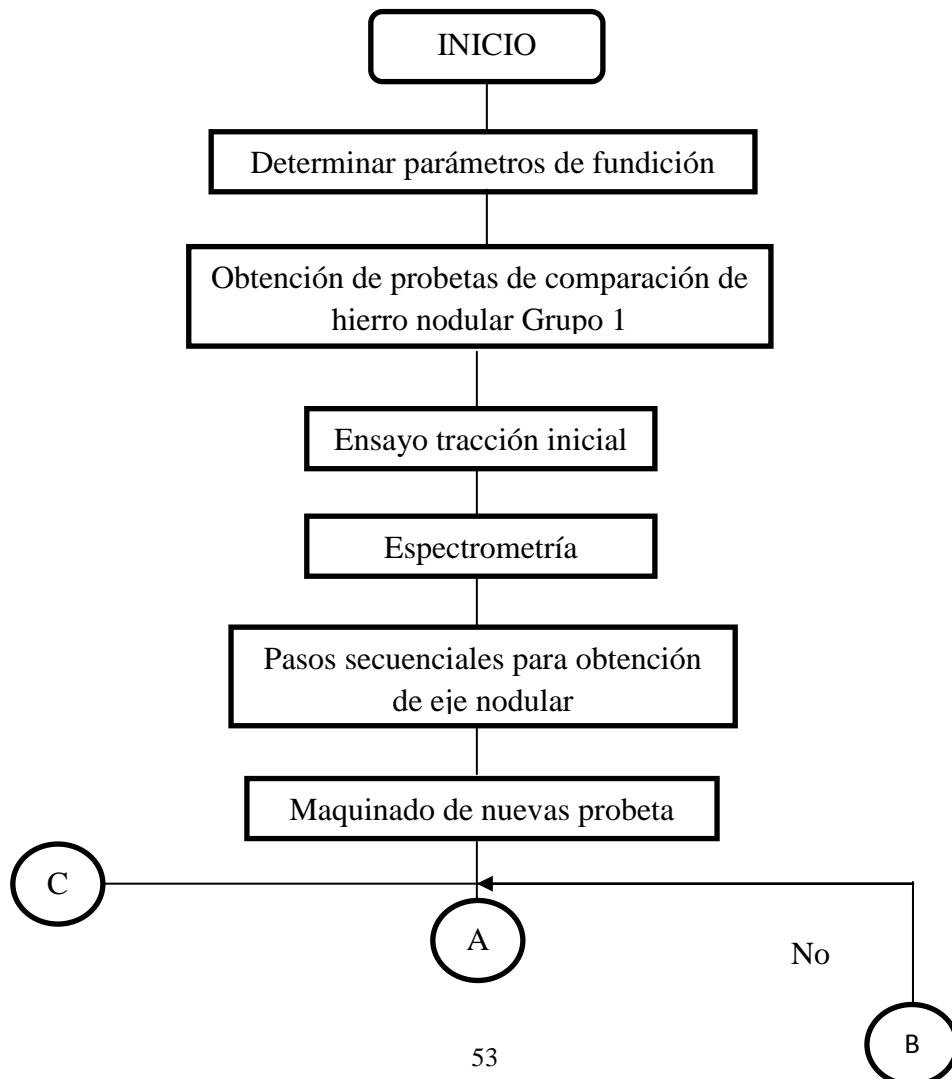 INICIO
Determinar parámetros de fundición
Obtención de probetas de comparación de
hierro nodular Grupo 1
Ensayo tracción inicial
Espectrometría
Pasos secuenciales para obtención
de eje nodular
Maquinado de nuevas probeta
C
A
No
B
53